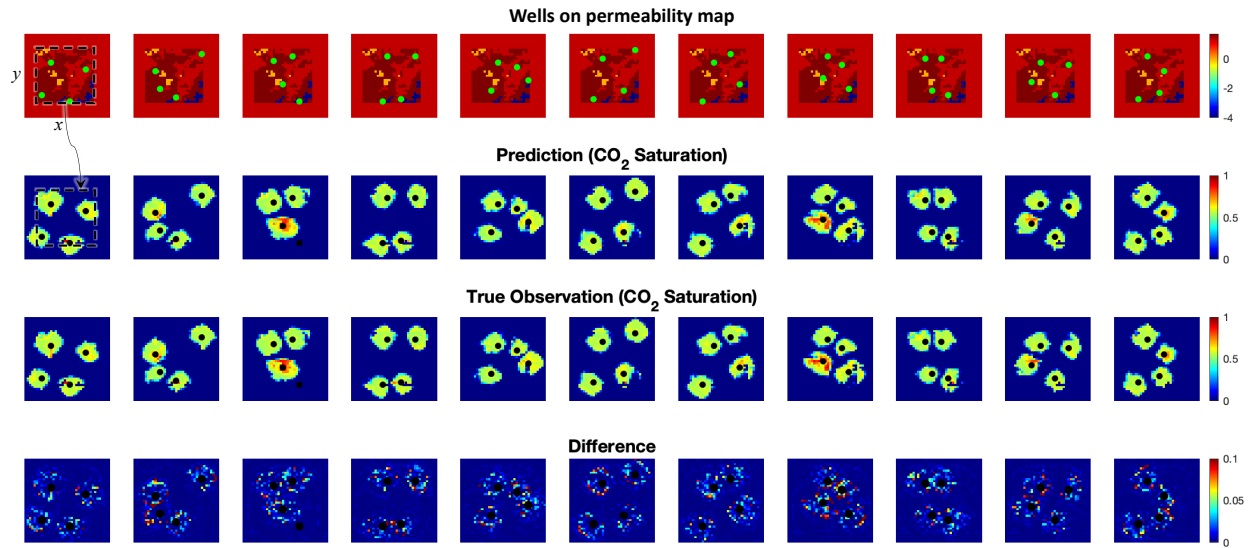 Wells on permeability map
y
x
0
-2
-4
Prediction (CO2 Saturation)
1
0.5
0
True Observation (CO2 Saturation)
1
0.5
0
Difference
0.1
0.05
0